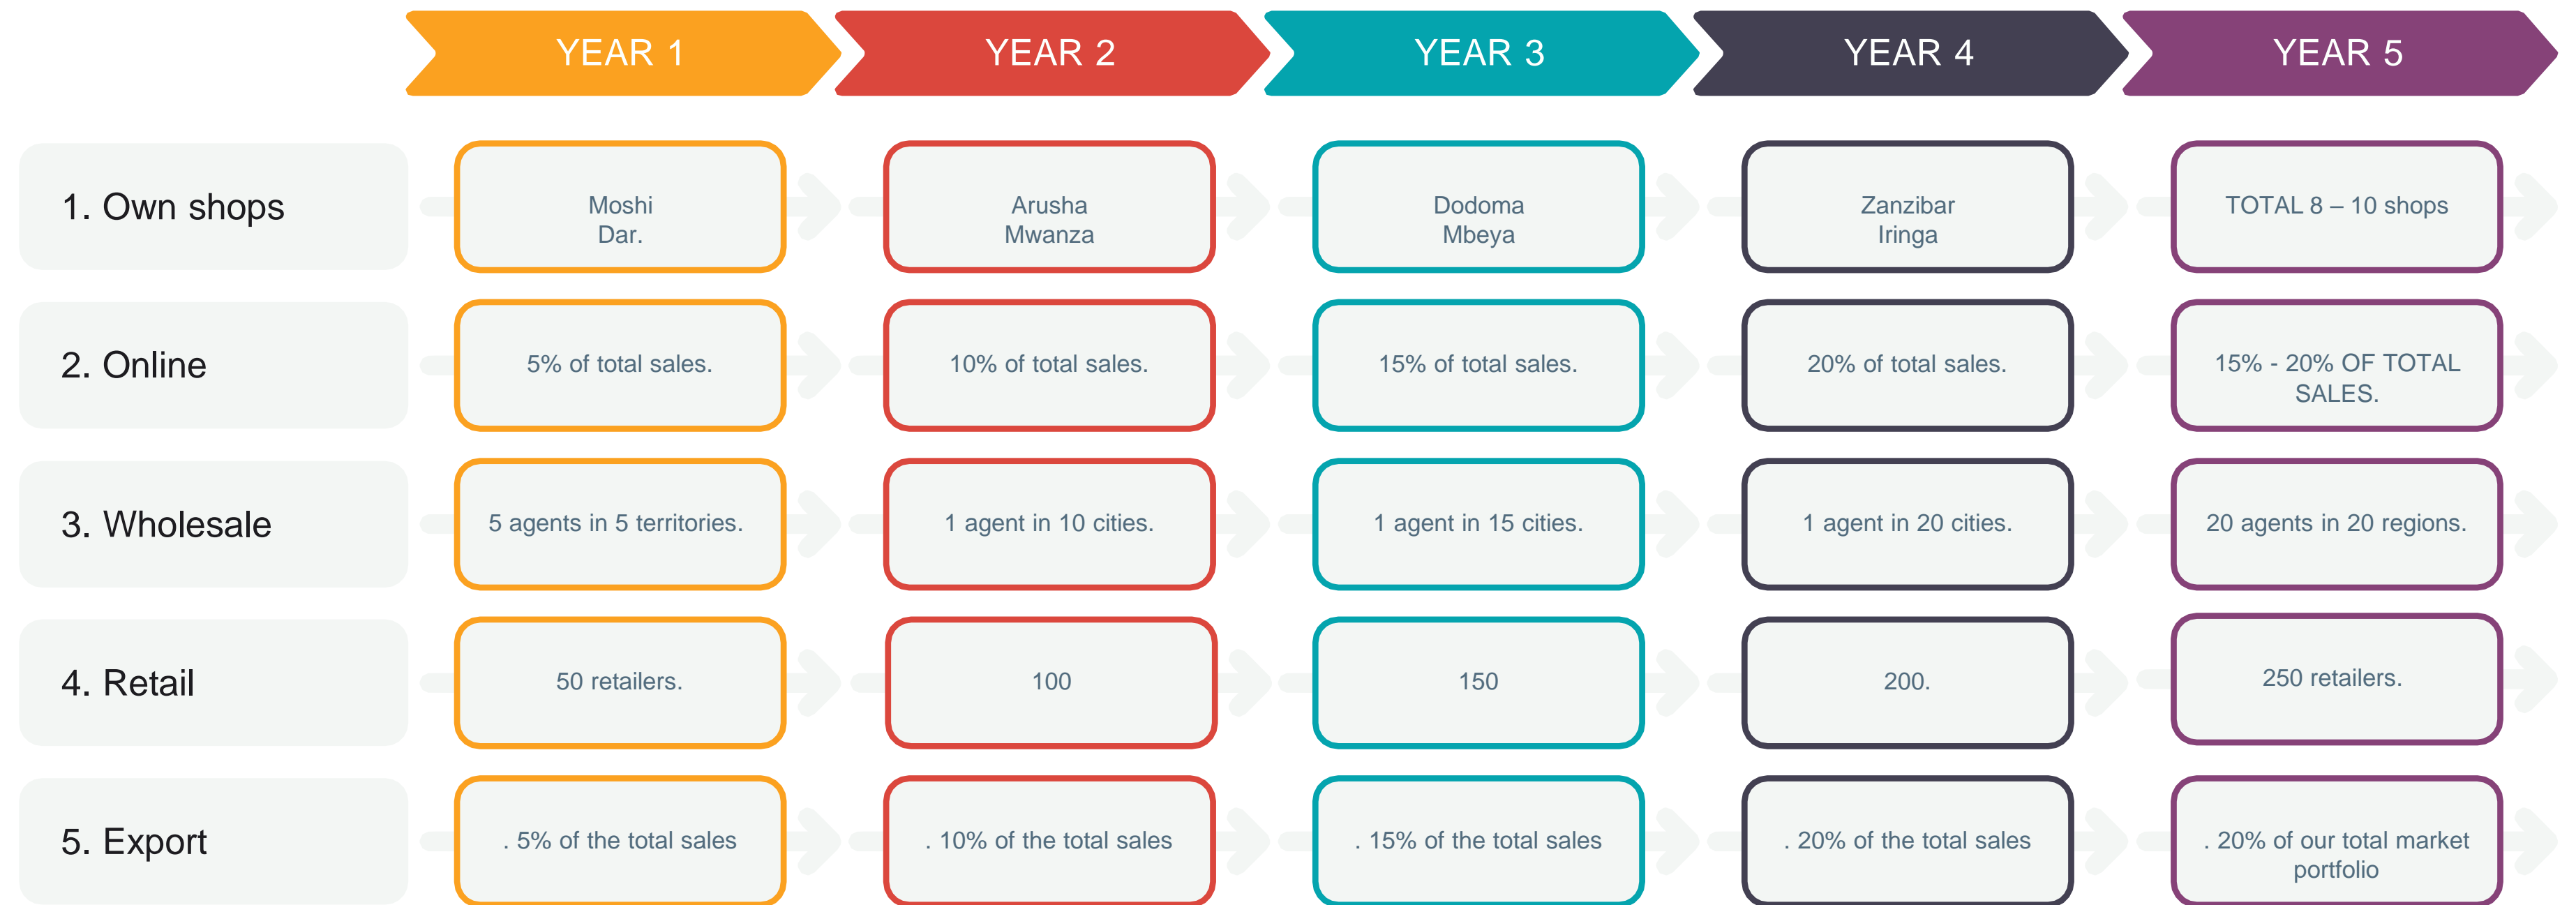 YEAR 1
YEAR 2
YEAR 3
YEAR 4
YEAR 5
1. Own shops
Moshi
Dar.
Arusha
Mwanza
Dodoma
Mbeya
Zanzibar
Iringa
TOTAL 8 – 10 shops
2. Online
5% of total sales.
10% of total sales.
15% of total sales.
20% of total sales.
15% - 20% OF TOTAL
SALES.
3. Wholesale
5 agents in 5 territories.
1 agent in 10 cities.
1 agent in 15 cities.
1 agent in 20 cities.
20 agents in 20 regions.
4. Retail
50 retailers.
100
150
200.
250 retailers.
5. Export
. 5% of the total sales
. 10% of the total sales
. 15% of the total sales
. 20% of the total sales
. 20% of our total market
portfolio